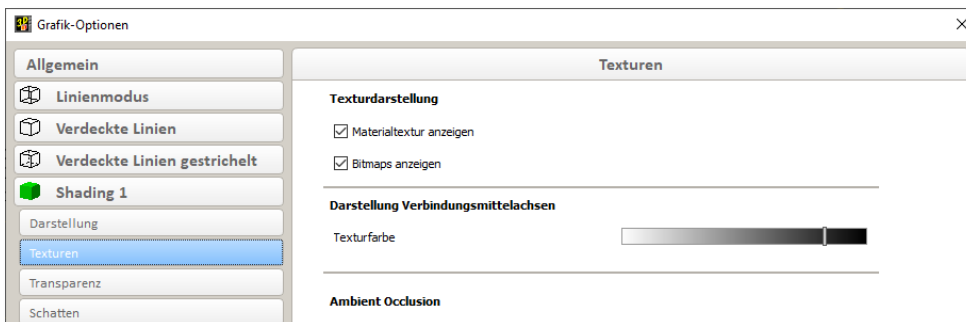 Grafik-Optionen
Allgemein
Texturen
Linienmodus
Verdeckte Linien
Verdeckte Linien gestrichelt
Shading 1
Darstellung
Texturen
Transparenz
Schatten
Texturdarstellung
Materialtextur anzeigen
Bitmaps anzeigen
Darstellung Verbindungsmittelachsen
Texturfarbe
Ambient Occlusion